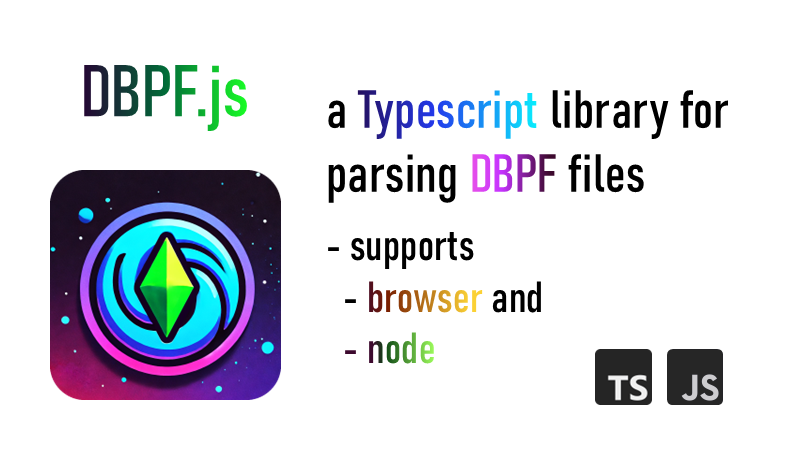 DBPF.js
a Typescript library for
parsing DBPF files
- supports
- browser and
- node
TS
JS